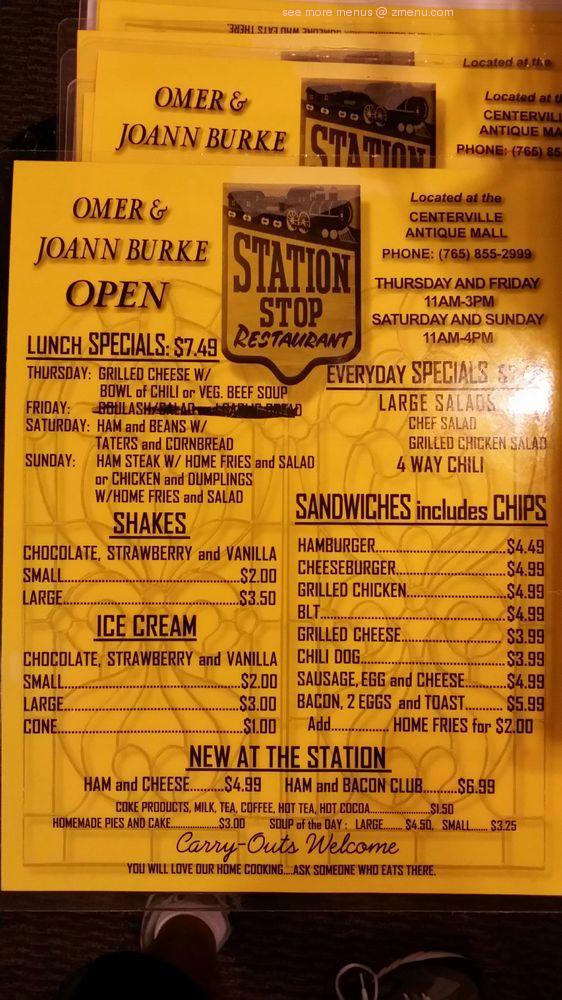 see more menus @ zmenu.com
SOMEONE WHO EATS THERE.
Located at the
OMER &
JOANN BURKE
STATION
Located at
CENTERVILL
ANTIQUE MA
PHONE: (765) 85
OMER &
JOANN BURKE
OPEN
STATION
STOP
RESTAURANT
Located at the
CENTERVILLE
ANTIQUE MALL
PHONE: (765) 855-2999
THURSDAY AND FRIDAY
11AM-3PM
SATURDAY AND SUNDAY
11AM-4PM
LUNCH SPECIALS: $7.49
THURSDAY: GRILLED CHEESE W/
BOWL of CHILI or VEG. BEEF SOUP
FRIDAY:
SATURDAY: HAM and BEANS W/
TATERS and CORNBREAD
SUNDAY: HAM STEAK W/ HOME FRIES and SALAD
or CHICKEN and DUMPLINGS
W/HOME FRIES and SALAD
SHAKES
CHOCOLATE, STRAWBERRY and VANILLA
SMALL...............................$2.00
LARGE...............................$3.50
ICE CREAM
CHOCOLATE, STRAWBERRY and VANILLA
SMALL...............................$2.00
LARGE...............................$3.00
CONE................................$1.00
EVERYDAY SPECIALS
LARGE SALADS
CHEF SALAD
GRILLED CHICKEN SALAD
4 WAY CHILI
SANDWICHES includes CHIPS
HAMBURGER..........................$4.49
CHEESEBURGER......................$4.99
GRILLED CHICKEN....................$4.99
BLT....................................$4.99
GRILLED CHEESE.....................$3.99
CHILI DOG............................$3.99
SAUSAGE, EGG and CHEESE.........$4.99
BACON, 2 EGGS and TOAST........$5.99
Add............ HOME FRIES for $2.00
NEW AT THE STATION
HAM and CHEESE.........$4.99 HAM and BACON CLUB..........$6.99
COKE PRODUCTS, MILK, TEA, COFFEE, HOT TEA, HOT COCOA......................$1.50
HOMEMADE PIES AND CAKE...................$3.00 SOUP of the DAY : LARGE....... $4.50, SMALL....... $3.25
Carry-Outs Welcome
YOU WILL LOVE OUR HOME COOKING....ASK SOMEONE WHO EATS THERE.